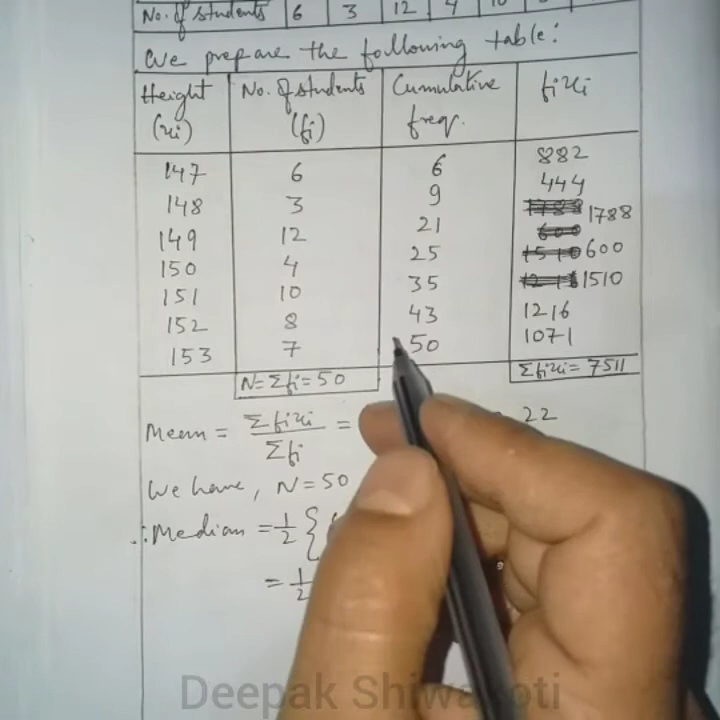 No. of students 6 3 12 4
We prepare the following table:
Height (xi) No. of students (fi) Cumulative freq. fixi
147 6 6 882
148 3 9 444
149 12 21 1788
150 4 25 600
151 10 35 1510
152 8 43 1216
153 7 50 1071
N = Σfi = 50 Σfixi = 7511
Mean = Σfixi / Σfi = 22
We have, N = 50
∴ Median = 1/2 {
= 1/2
Deepak Shiwakoti